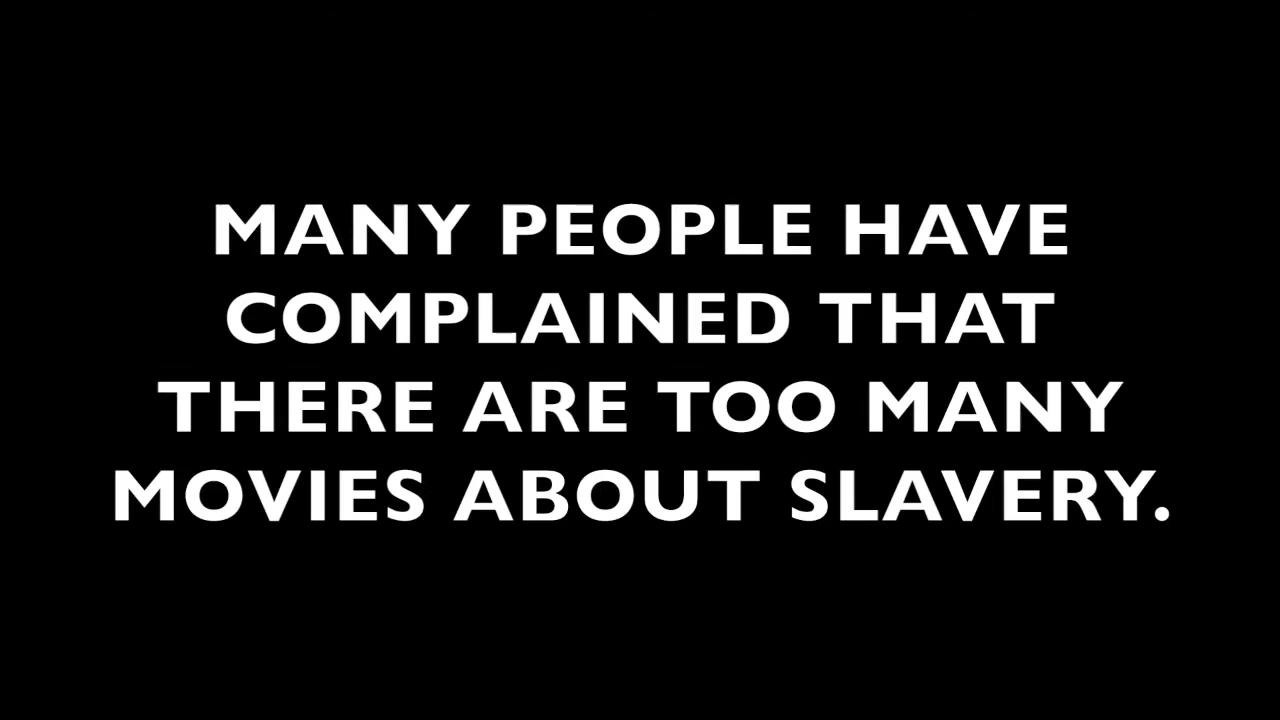 MANY PEOPLE HAVE
COMPLAINED THAT
THERE ARE TOO MANY
MOVIES ABOUT SLAVERY.